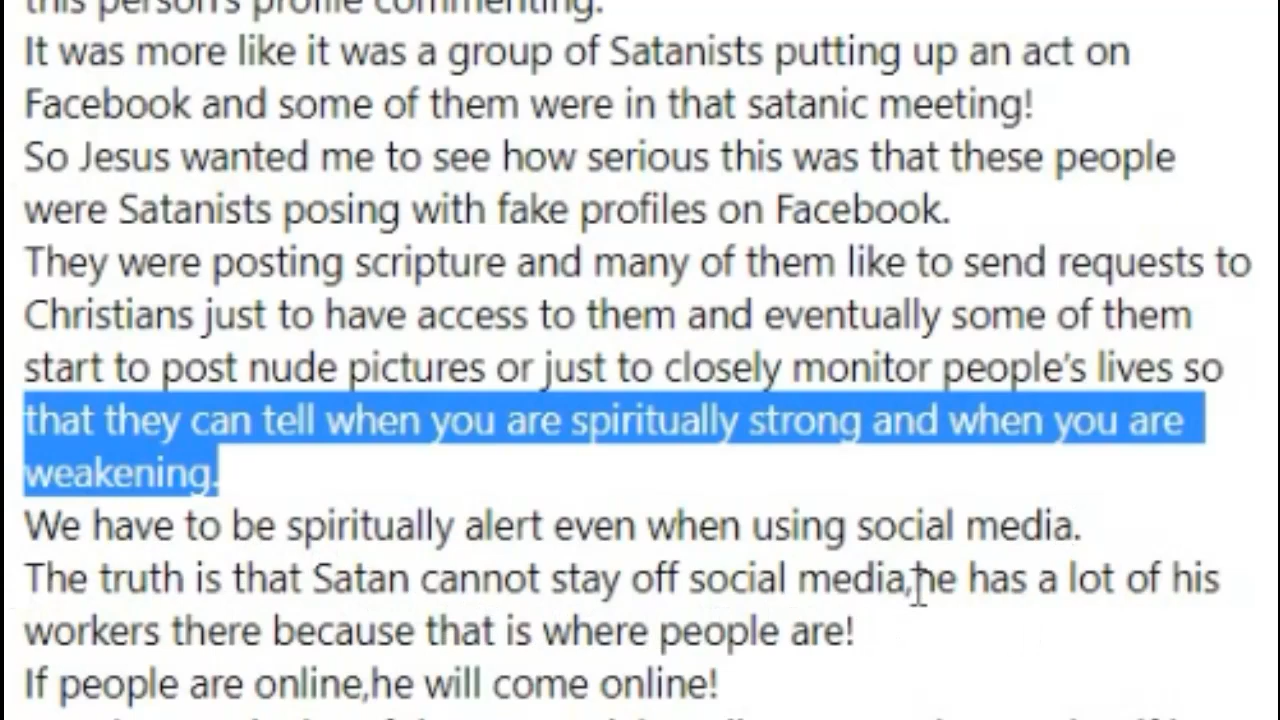 this person's profile commenting.
It was more like it was a group of Satanists putting up an act on
Facebook and some of them were in that satanic meeting!
So Jesus wanted me to see how serious this was that these people
were Satanists posing with fake profiles on Facebook.
They were posting scripture and many of them like to send requests to
Christians just to have access to them and eventually some of them
start to post nude pictures or just to closely monitor people's lives so
that they can tell when you are spiritually strong and when you are
weakening.
We have to be spiritually alert even when using social media.
The truth is that Satan cannot stay off social media,he has a lot of his
workers there because that is where people are!
If people are online,he will come online!